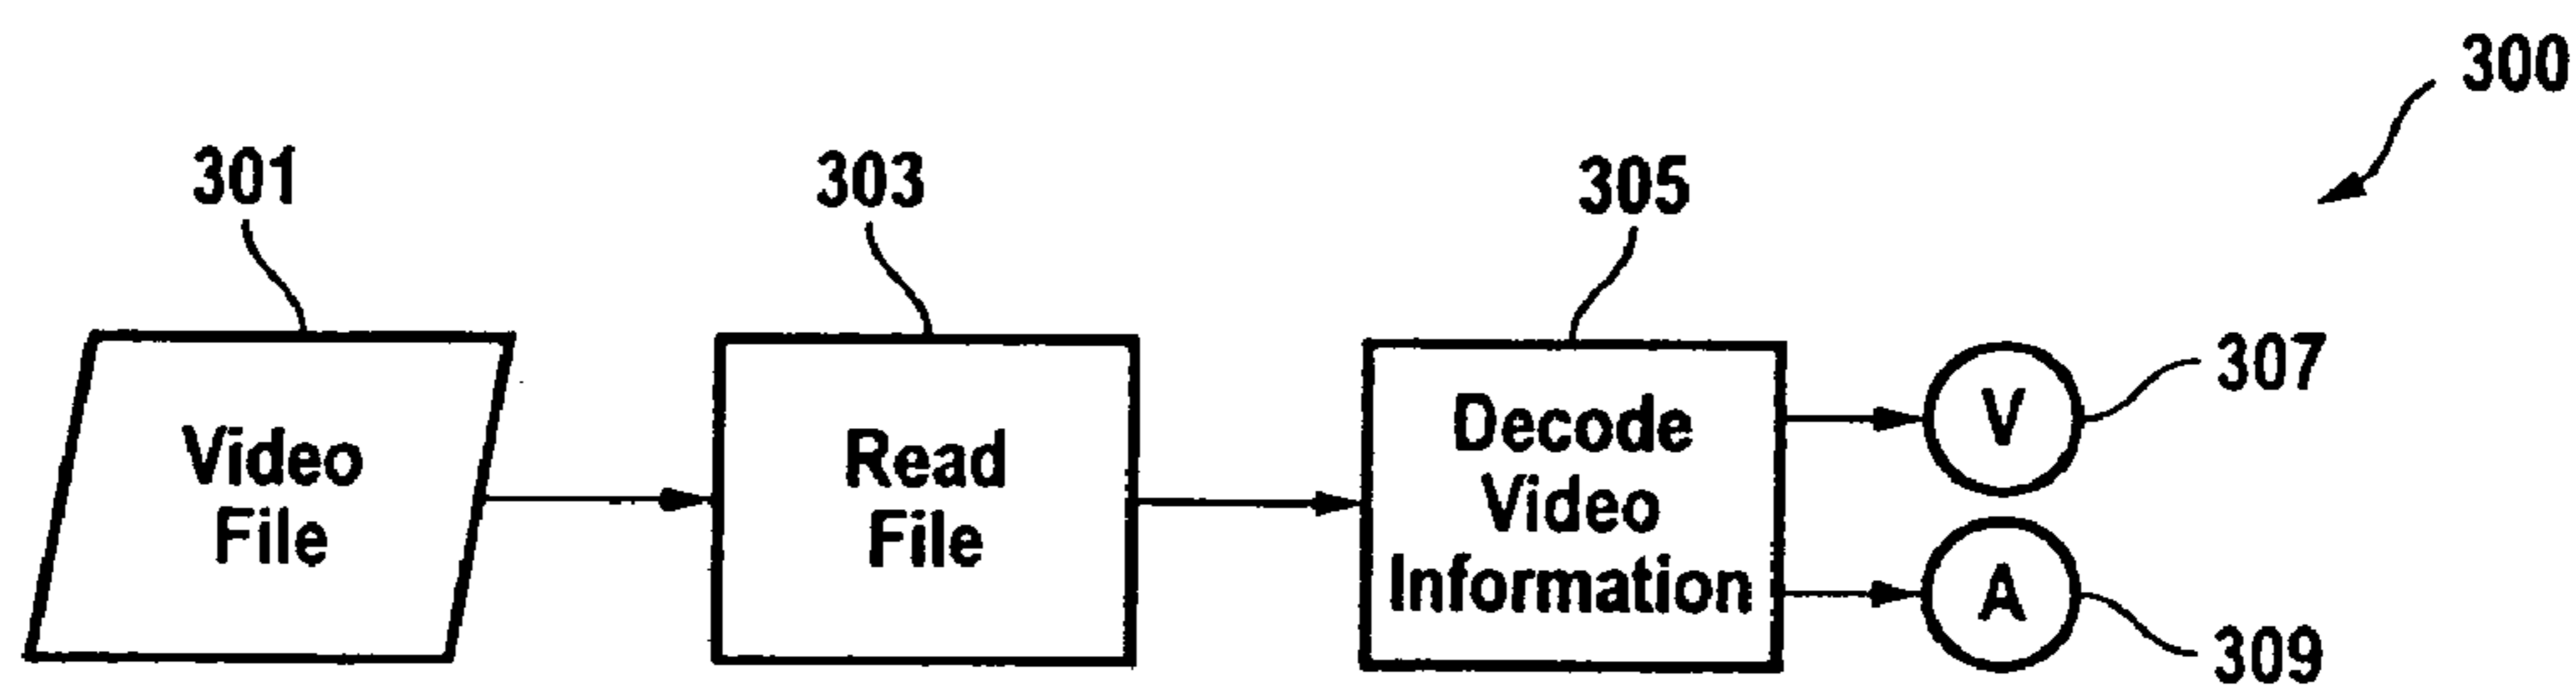 300
301
303
305
307
Video
File
Read
File
Decode
Video
Information
V
A
309